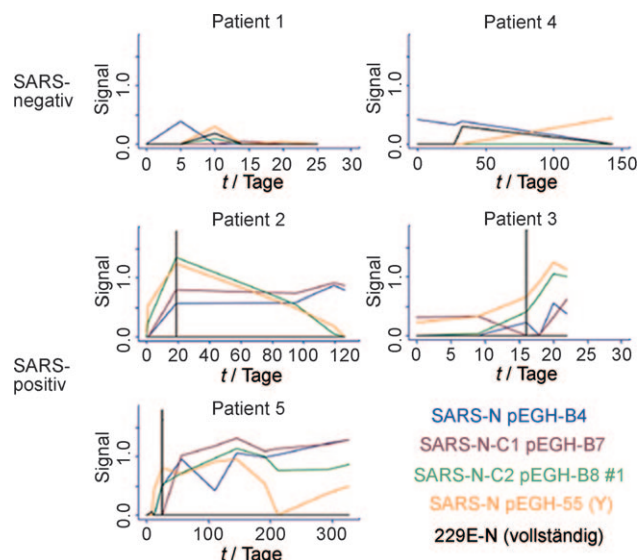 Patient 1
Patient 4
SARS-
negativ
Signal
0.0 1.0
0 5 10 15 20 25 30
t / Tage
Signal
0.0 1.0
0 50 100 150
t / Tage
Patient 2
Patient 3
SARS-
positiv
Signal
0.0 1.0
0 20 40 60 80 100 120
t / Tage
Signal
0.0 1.0
0 5 10 15 20 25 30
t / Tage
Patient 5
Signal
0.0 1.0
0 100 200 300
t / Tage
SARS-N pEGH-B4
SARS-N-C1 pEGH-B7
SARS-N-C2 pEGH-B8 #1
SARS-N pEGH-55 (Y)
229E-N (vollständig)